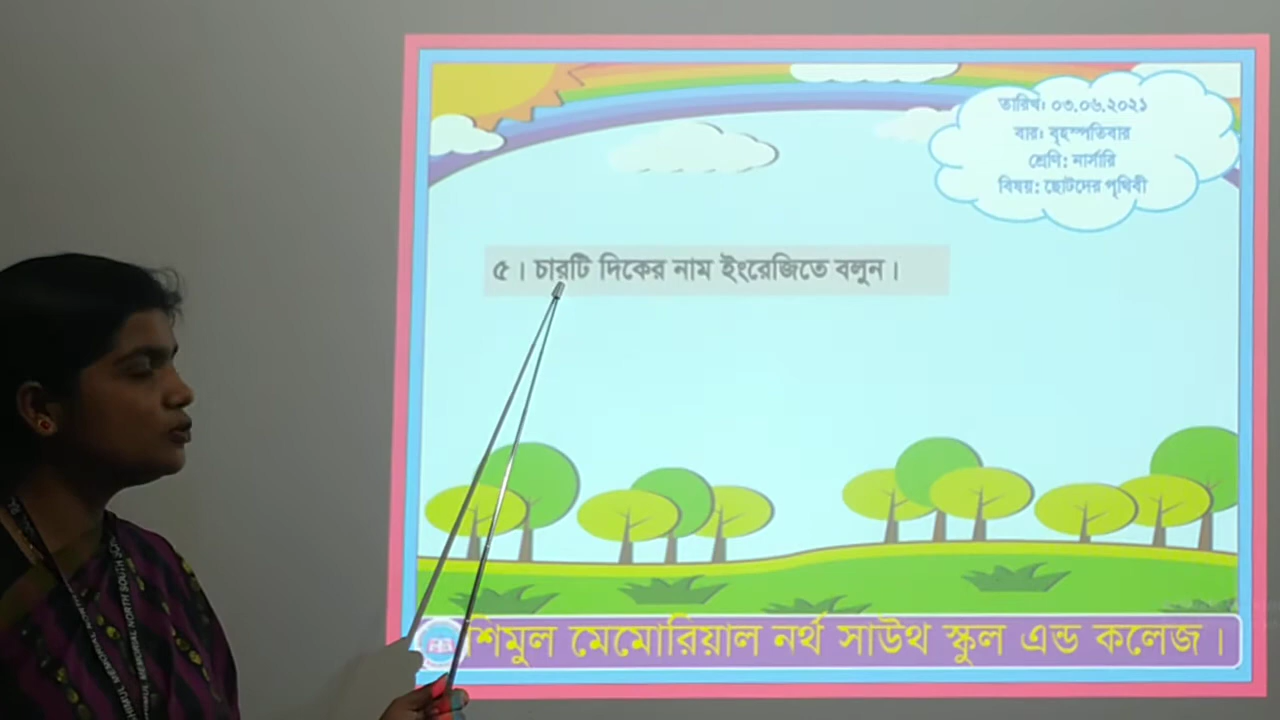 তারিখ: ০৩.০৬.২০২১
বার: বৃহস্পতিবার
শ্রেণি: নার্সারি
বিষয়: ছোটদের পৃথিবী
৫। চারটি দিকের নাম ইংরেজিতে বলুন।
শিমুল মেমোরিয়াল নর্থ সাউথ স্কুল এন্ড কলেজ।